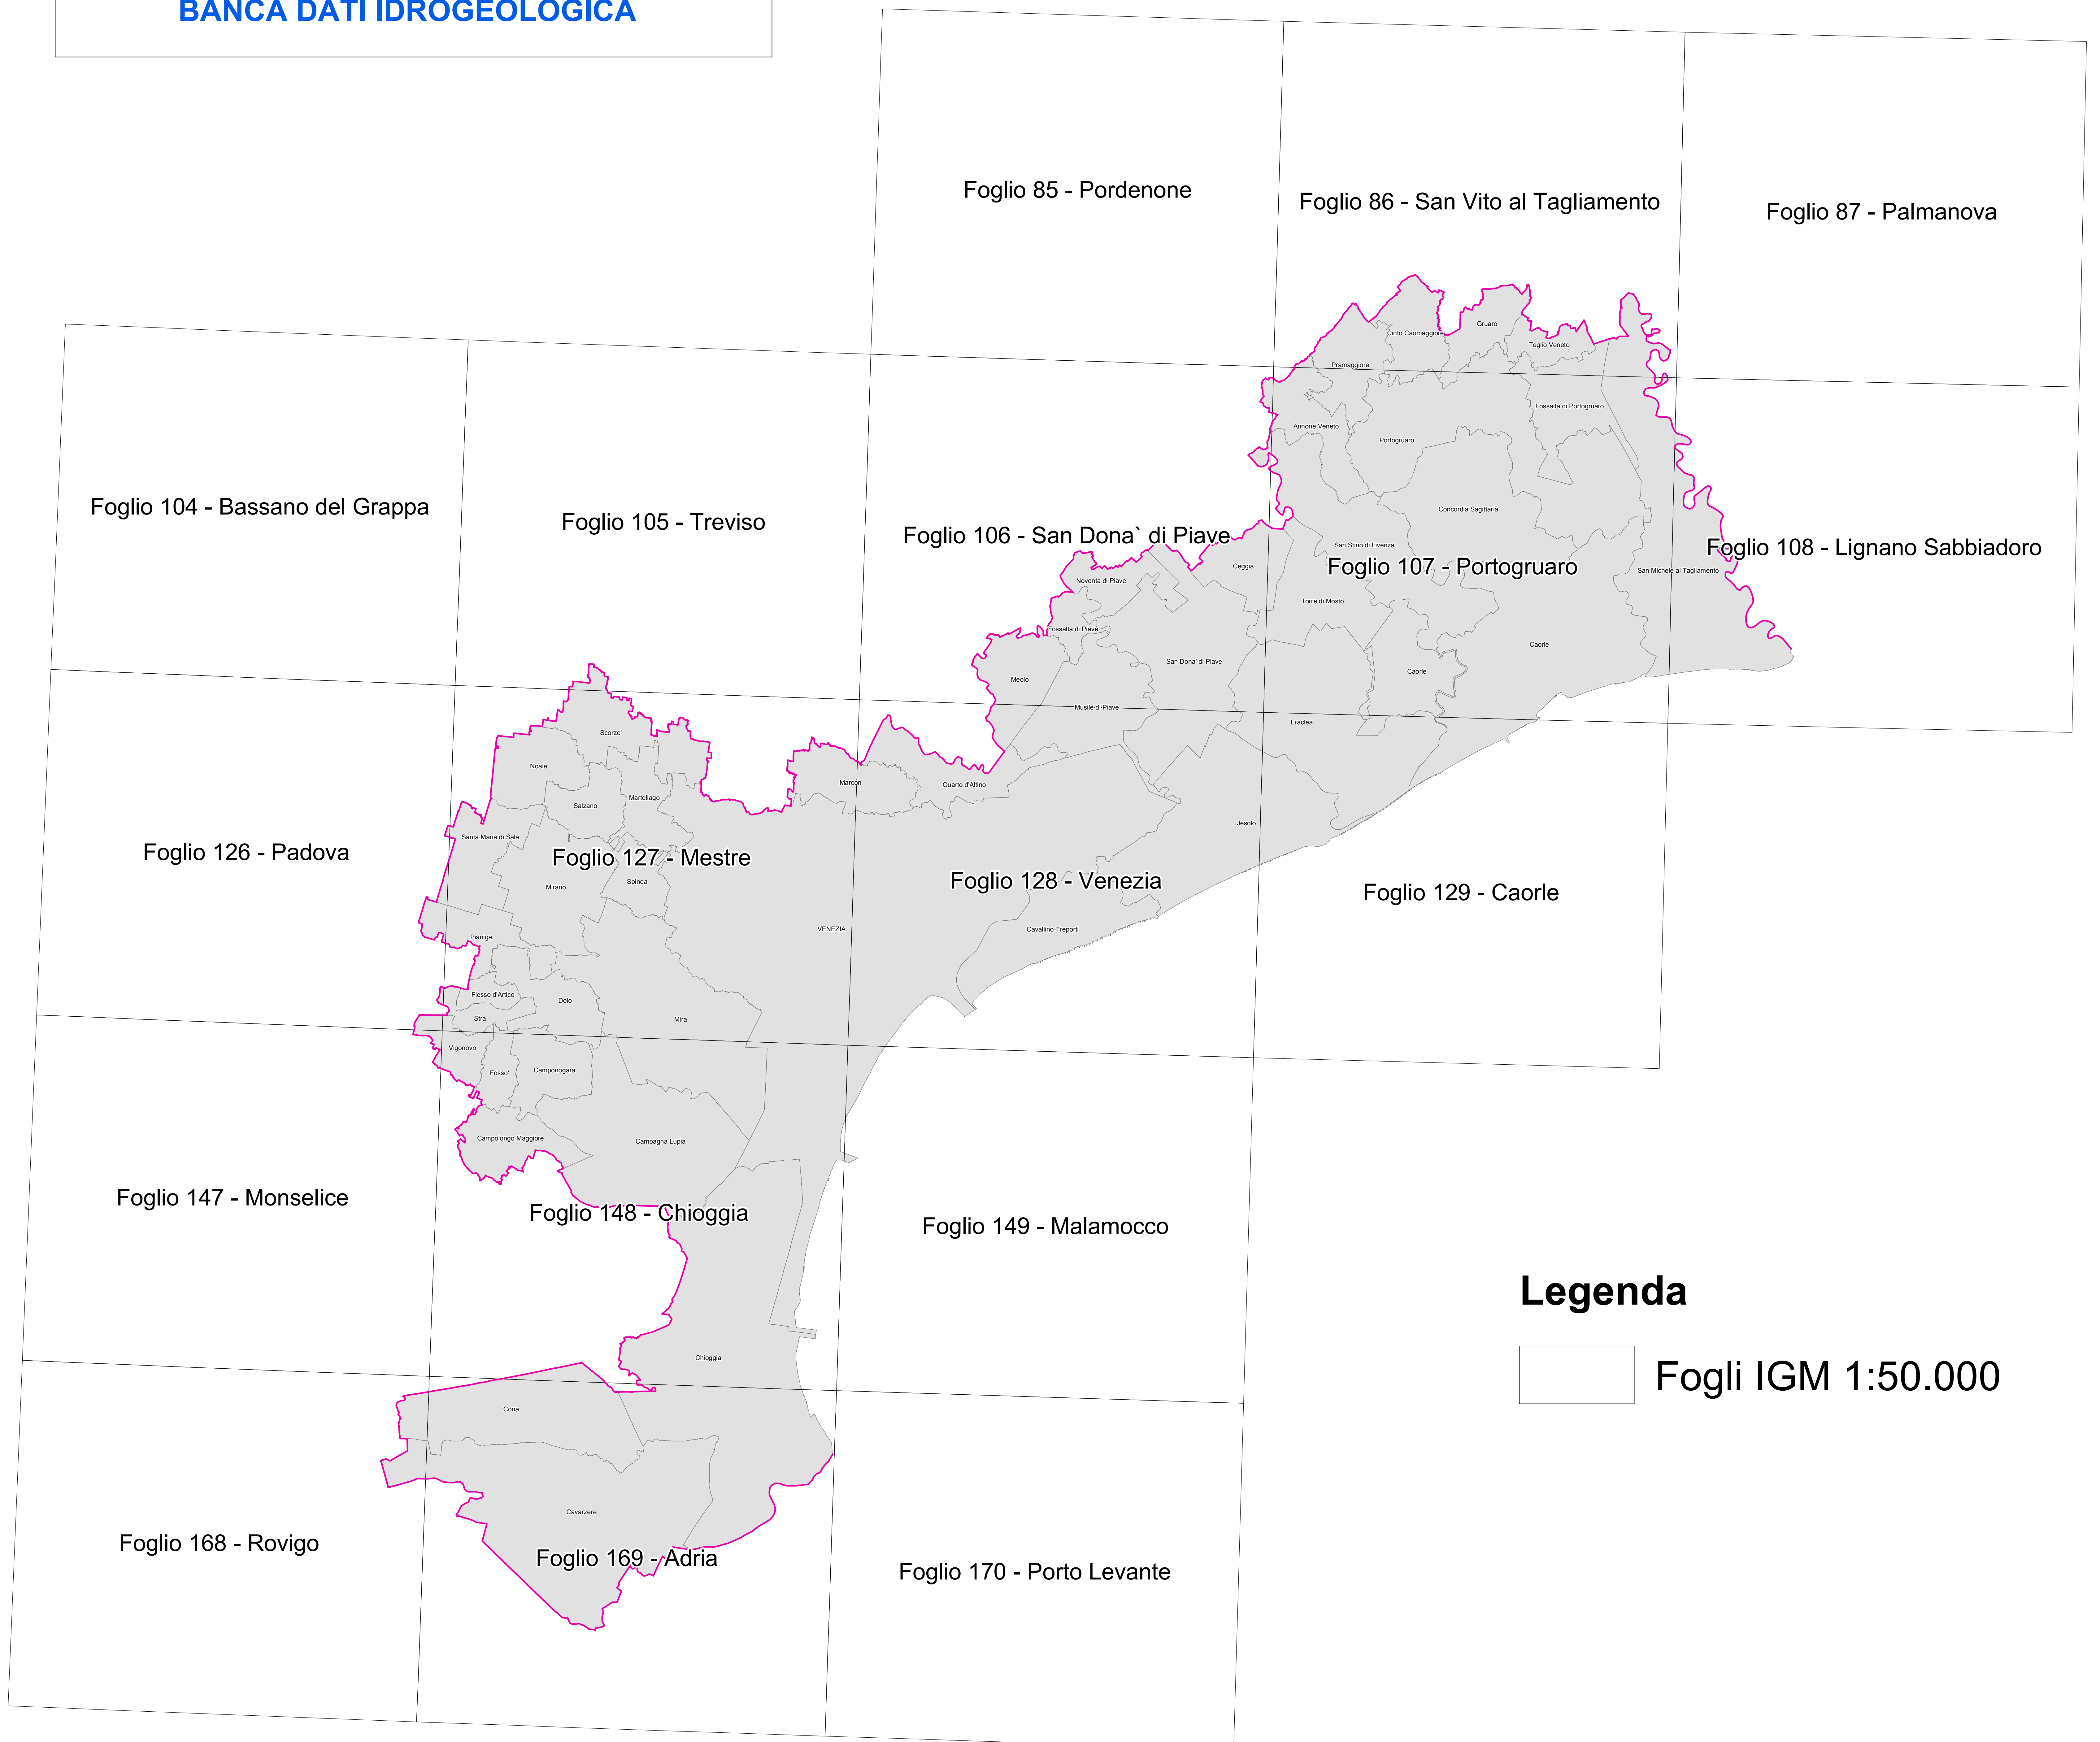 BANCA DATI IDROGEOLOGICA
Foglio 85 - Pordenone
Foglio 86 - San Vito al Tagliamento
Foglio 87 - Palmanova
Cinto Caomaggiore
Gruaro
Teglio Veneto
Pramaggiore
Fossalta di Portogruaro
Annone Veneto
Portogruaro
Foglio 104 - Bassano del Grappa
Foglio 105 - Treviso
Foglio 106 - San Dona` di Piave
Concordia Sagittaria
San Stino di Livenza
Foglio 107 - Portogruaro
Foglio 108 - Lignano Sabbiadoro
San Michele al Tagliamento
Ceggia
Noventa di Piave
Torre di Mosto
Fossalta di Piave
San Dona' di Piave
Caorle
Caorle
Meolo
Musile di Piave
Eraclea
Scorze'
Noale
Marcon
Quarto d'Altino
Martellago
Salzano
Jesolo
Santa Maria di Sala
Foglio 126 - Padova
Foglio 127 - Mestre
Foglio 128 - Venezia
Foglio 129 - Caorle
Spinea
Mirano
VENEZIA
Cavallino-Treporti
Pianiga
Fiesso d'Artico
Dolo
Stra
Mira
Vigonovo
Fosso'
Camponogara
Campolongo Maggiore
Campagna Lupia
Foglio 147 - Monselice
Foglio 148 - Chioggia
Foglio 149 - Malamocco
Legenda
Fogli IGM 1:50.000
Chioggia
Cona
Cavarzere
Foglio 168 - Rovigo
Foglio 169 - Adria
Foglio 170 - Porto Levante